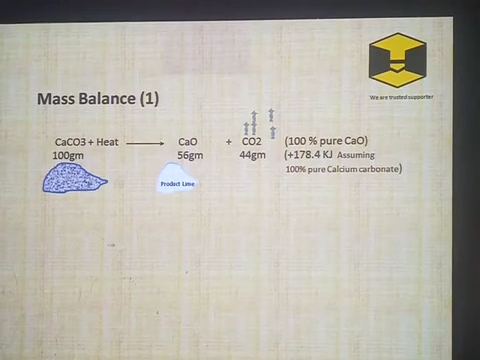 We are trusted supporter
Mass Balance (1)
CaCO3 + Heat CaO + CO2 (100 % pure CaO)
100gm 56gm 44gm (+178.4 KJ Assuming
100% pure Calcium carbonate)
Product Lime